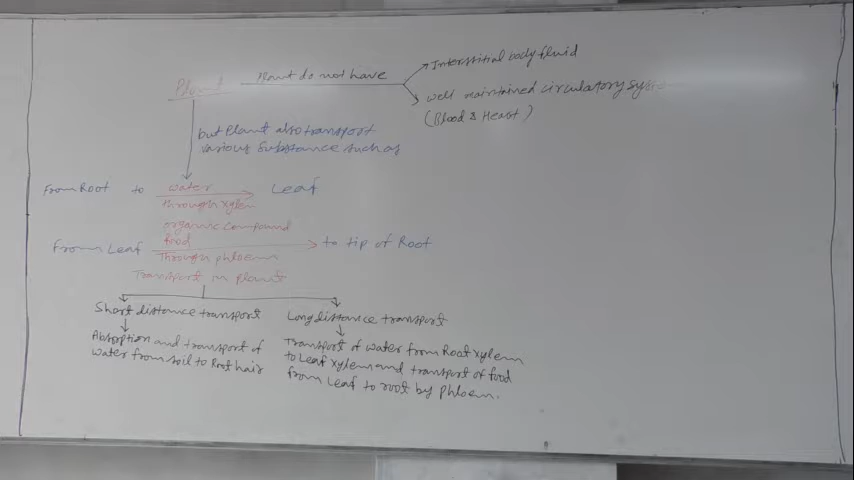 Plant
Plant do not have
Interstitial body fluid
well maintained circulatory syste
(Blood & Heart)
but Plant also transport
various substance such as
From Root to water Leaf
through xylem
organic compound
food
From Leaf to tip of Root
Through phloem
Transport in plant
Short distance transport
Long distance transport
Absorption and transport of
water from soil to Root hair
Transport of water from Root xylem
to Leaf xylem and transport of food
from Leaf to root by phloem.